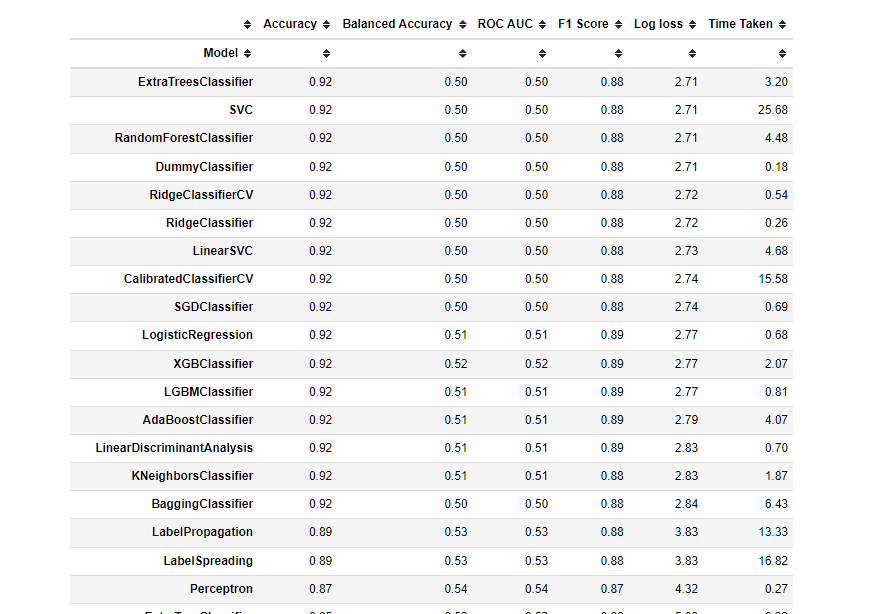 Accuracy Balanced Accuracy ROC AUC F1 Score Log loss Time Taken
Model
ExtraTreesClassifier 0.92 0.50 0.50 0.88 2.71 3.20
SVC 0.92 0.50 0.50 0.88 2.71 25.68
RandomForestClassifier 0.92 0.50 0.50 0.88 2.71 4.48
DummyClassifier 0.92 0.50 0.50 0.88 2.71 0.18
RidgeClassifierCV 0.92 0.50 0.50 0.88 2.72 0.54
RidgeClassifier 0.92 0.50 0.50 0.88 2.72 0.26
LinearSVC 0.92 0.50 0.50 0.88 2.73 4.68
CalibratedClassifierCV 0.92 0.50 0.50 0.88 2.74 15.58
SGDClassifier 0.92 0.50 0.50 0.88 2.74 0.69
LogisticRegression 0.92 0.51 0.51 0.89 2.77 0.68
XGBClassifier 0.92 0.52 0.52 0.89 2.77 2.07
LGBMClassifier 0.92 0.51 0.51 0.89 2.77 0.81
AdaBoostClassifier 0.92 0.51 0.51 0.89 2.79 4.07
LinearDiscriminantAnalysis 0.92 0.51 0.51 0.89 2.83 0.70
KNeighborsClassifier 0.92 0.51 0.51 0.88 2.83 1.87
BaggingClassifier 0.92 0.50 0.50 0.88 2.84 6.43
LabelPropagation 0.89 0.53 0.53 0.88 3.83 13.33
LabelSpreading 0.89 0.53 0.53 0.88 3.83 16.82
Perceptron 0.87 0.54 0.54 0.87 4.32 0.27